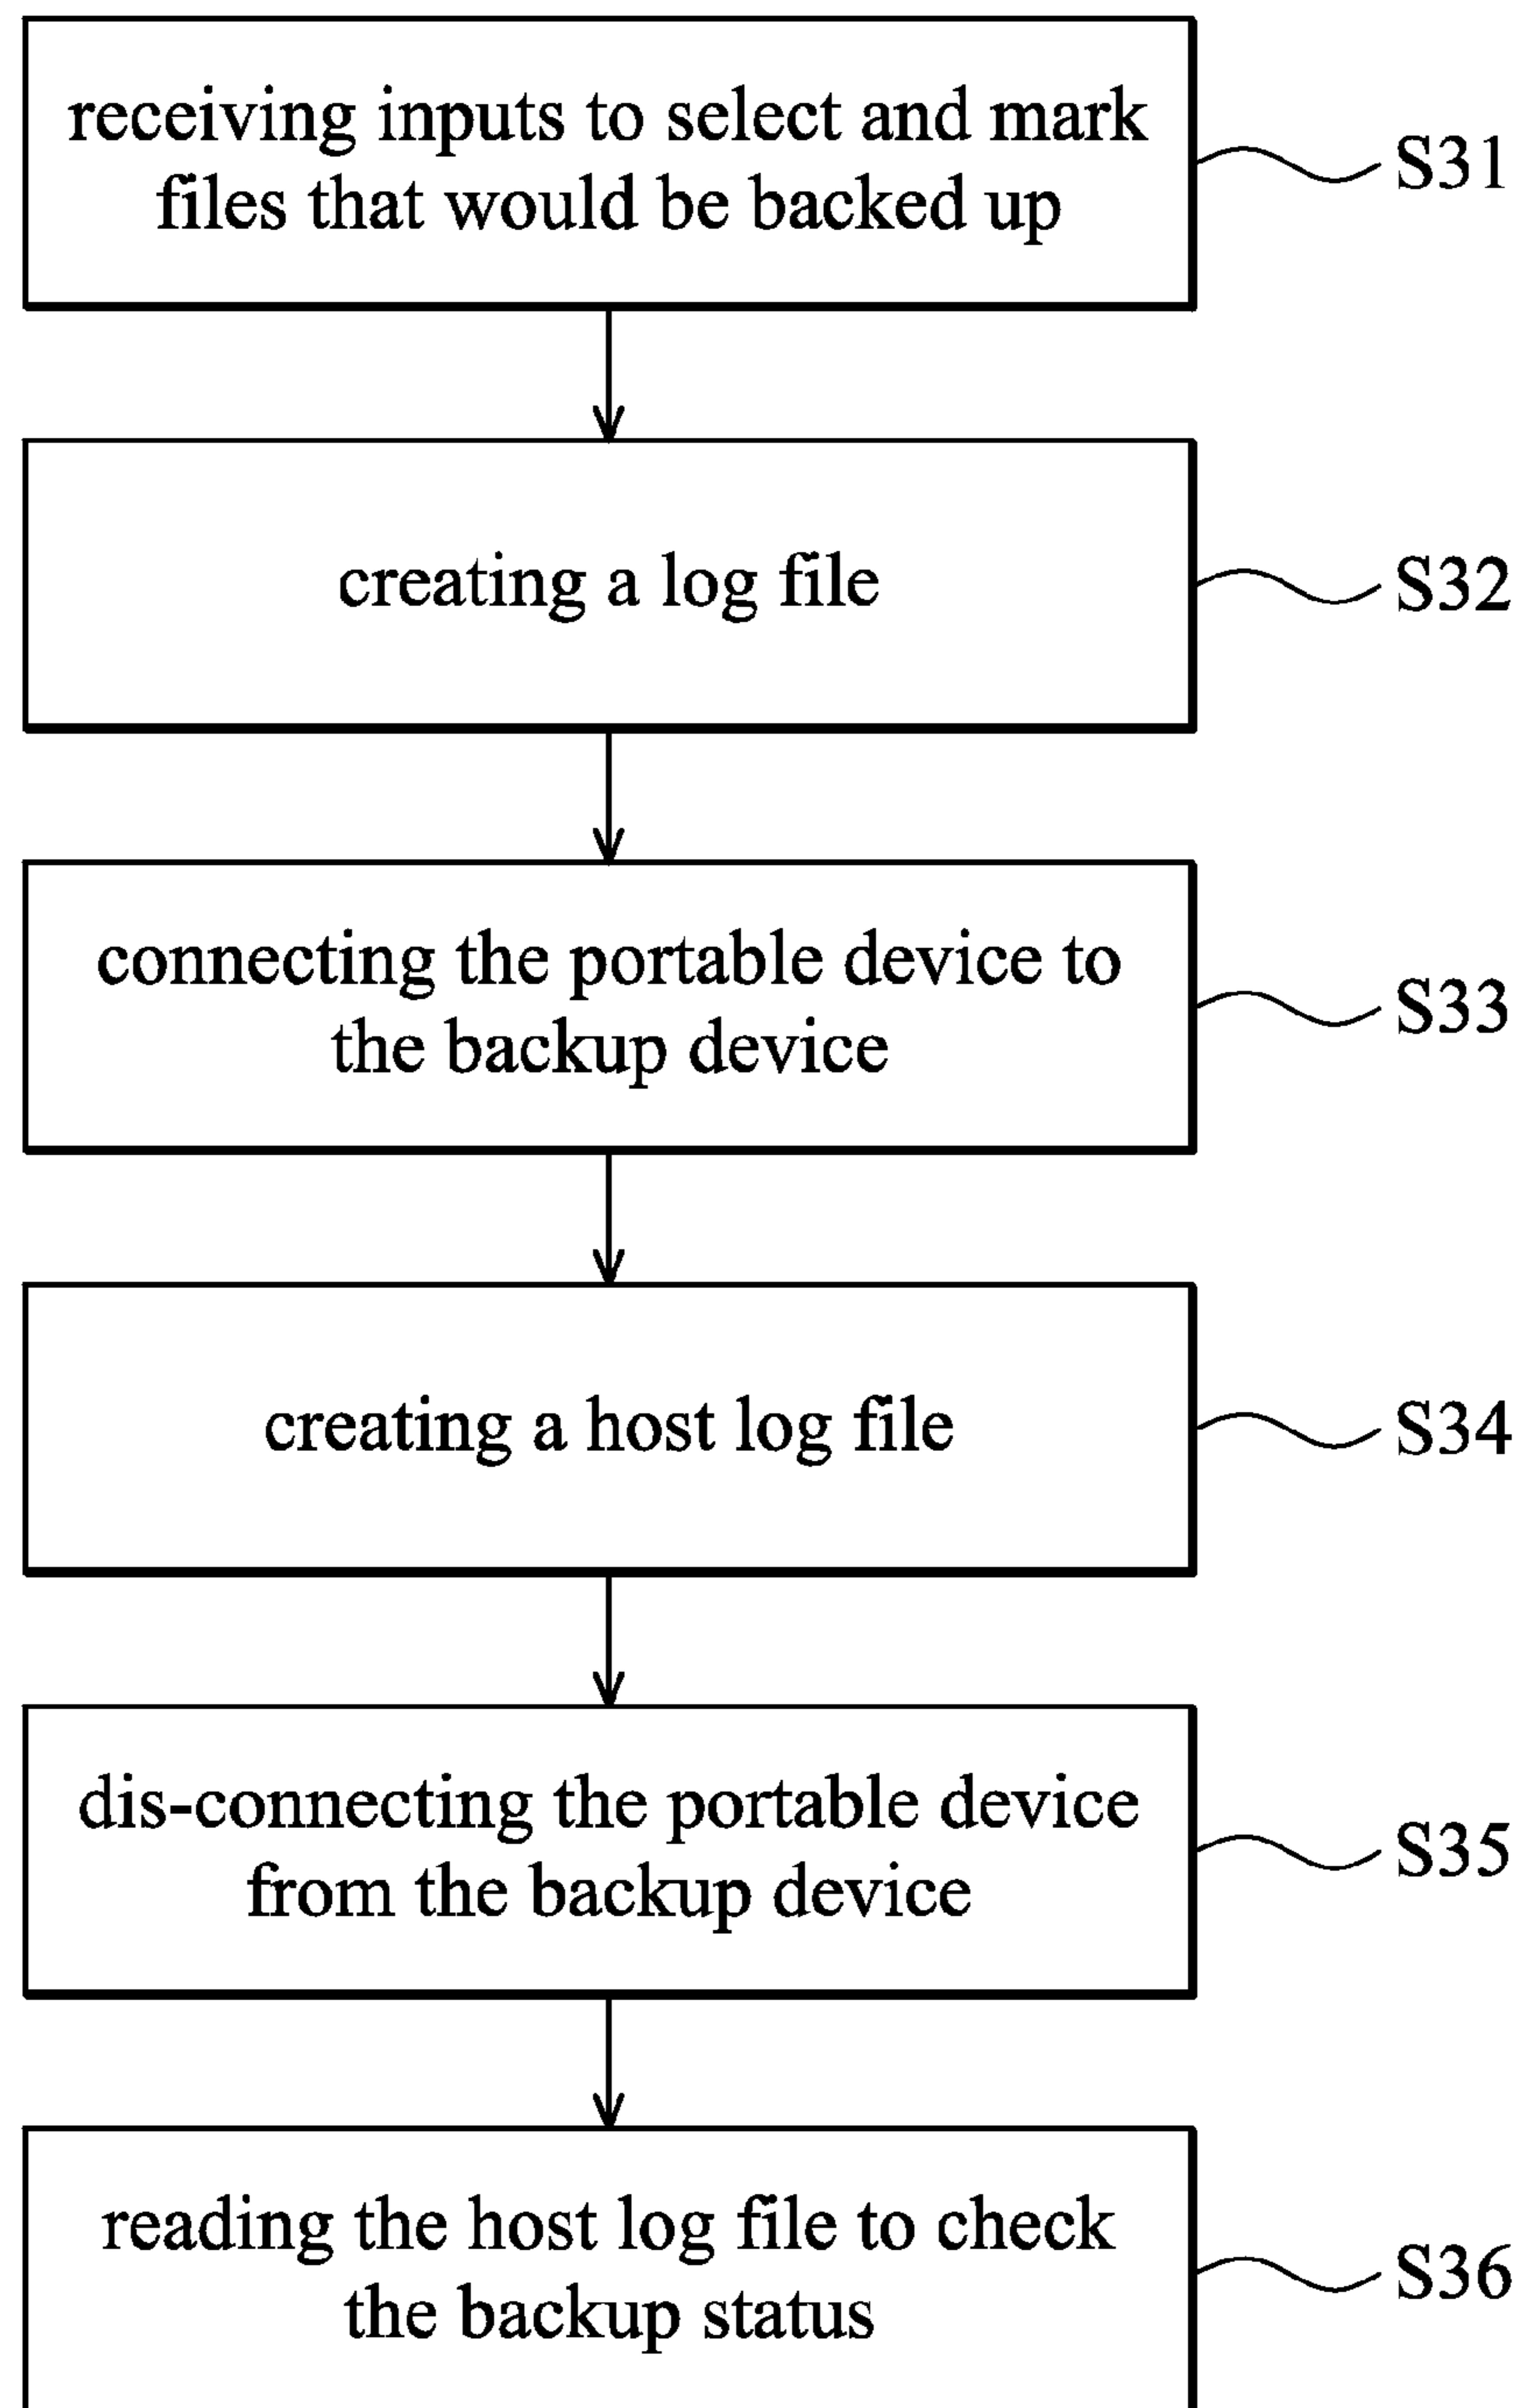 receiving inputs to select and mark
files that would be backed up
S31
creating a log file
S32
connecting the portable device to
the backup device
S33
creating a host log file
S34
dis-connecting the portable device
from the backup device
S35
reading the host log file to check
the backup status
S36